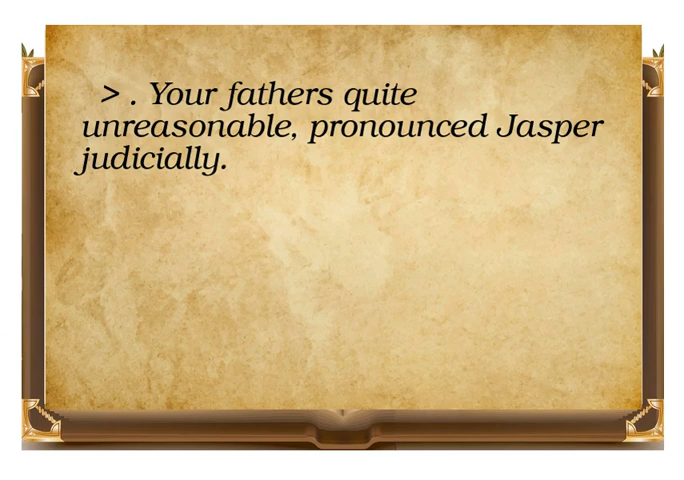 > . Your fathers quite
unreasonable, pronounced Jasper
judicially.